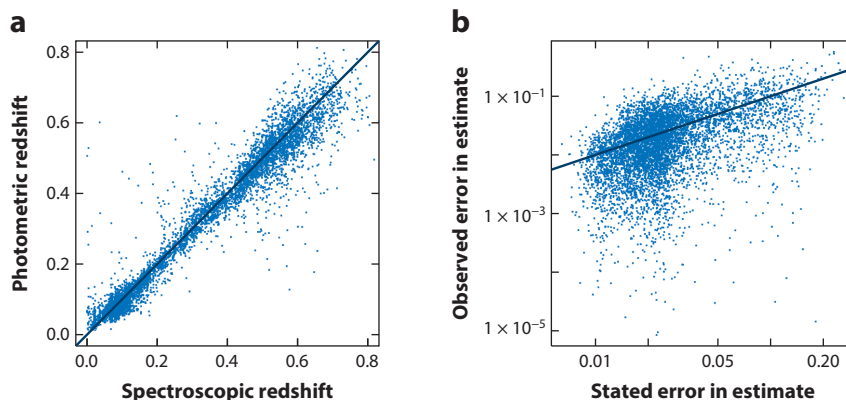 a
Photometric redshift
0.8
0.6
0.4
0.2
0.0
0.0 0.2 0.4 0.6 0.8
Spectroscopic redshift
b
Observed error in estimate
1 × 10⁻¹
1 × 10⁻³
1 × 10⁻⁵
0.01 0.05 0.20
Stated error in estimate